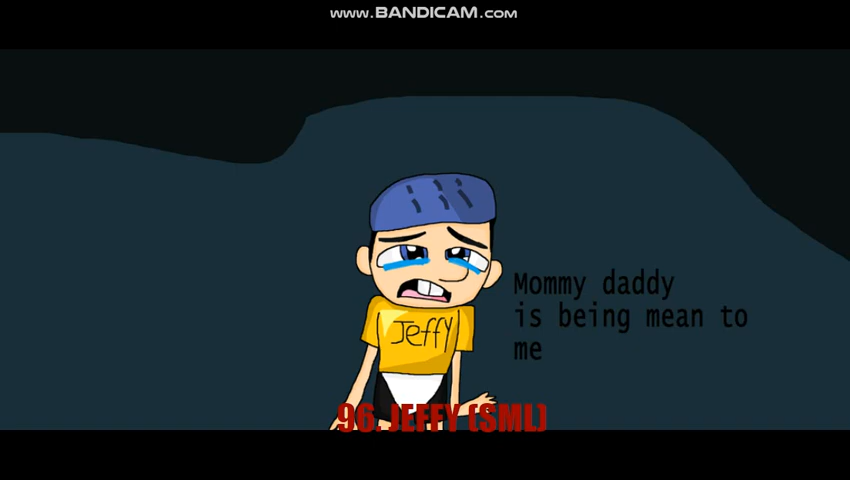 www.BANDICAM.com
Mommy daddy
is being mean to
me
Jeffy
96. JEFFY (SML)